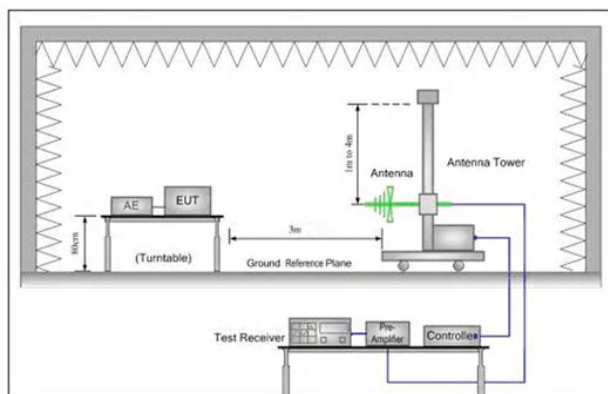 1m to 4m
Antenna
Antenna Tower
AE
EUT
80cm
(Turntable)
3m
Ground Reference Plane
Test Receiver
Pre-
Amplifier
Controller